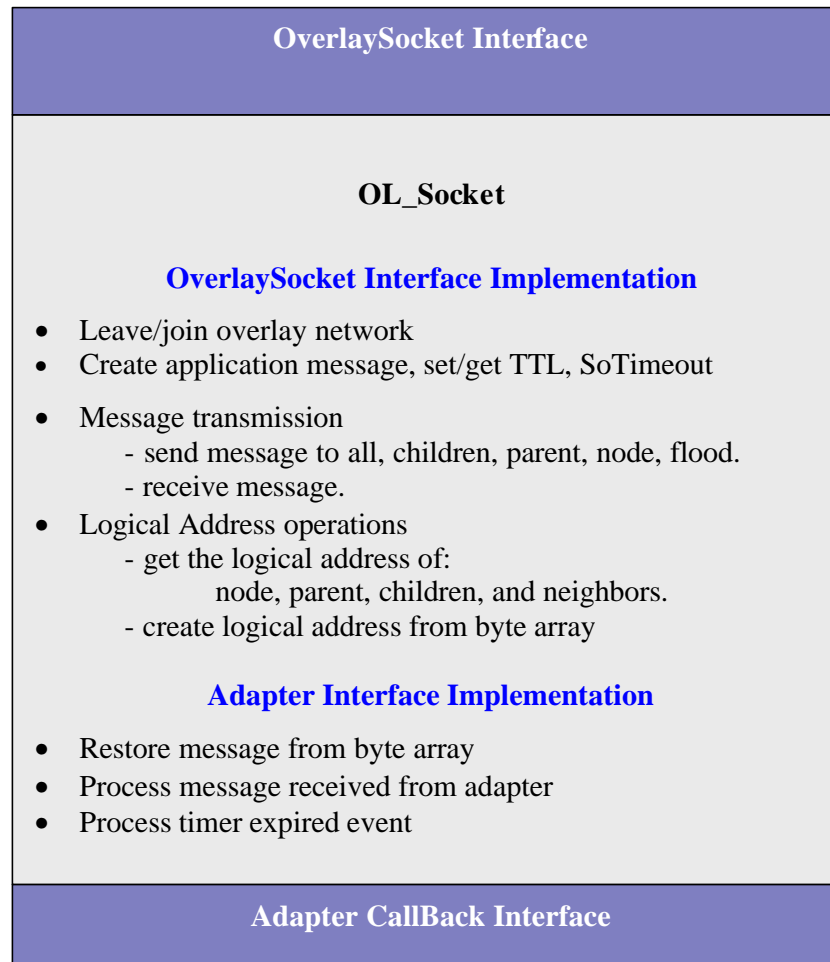 OverlaySocket Interface
OL_Socket
OverlaySocket Interface Implementation
• Leave/join overlay network
• Create application message, set/get TTL, SoTimeout
• Message transmission
- send message to all, children, parent, node, flood.
- receive message.
• Logical Address operations
- get the logical address of:
node, parent, children, and neighbors.
- create logical address from byte array
Adapter Interface Implementation
• Restore message from byte array
• Process message received from adapter
• Process timer expired event
Adapter CallBack Interface